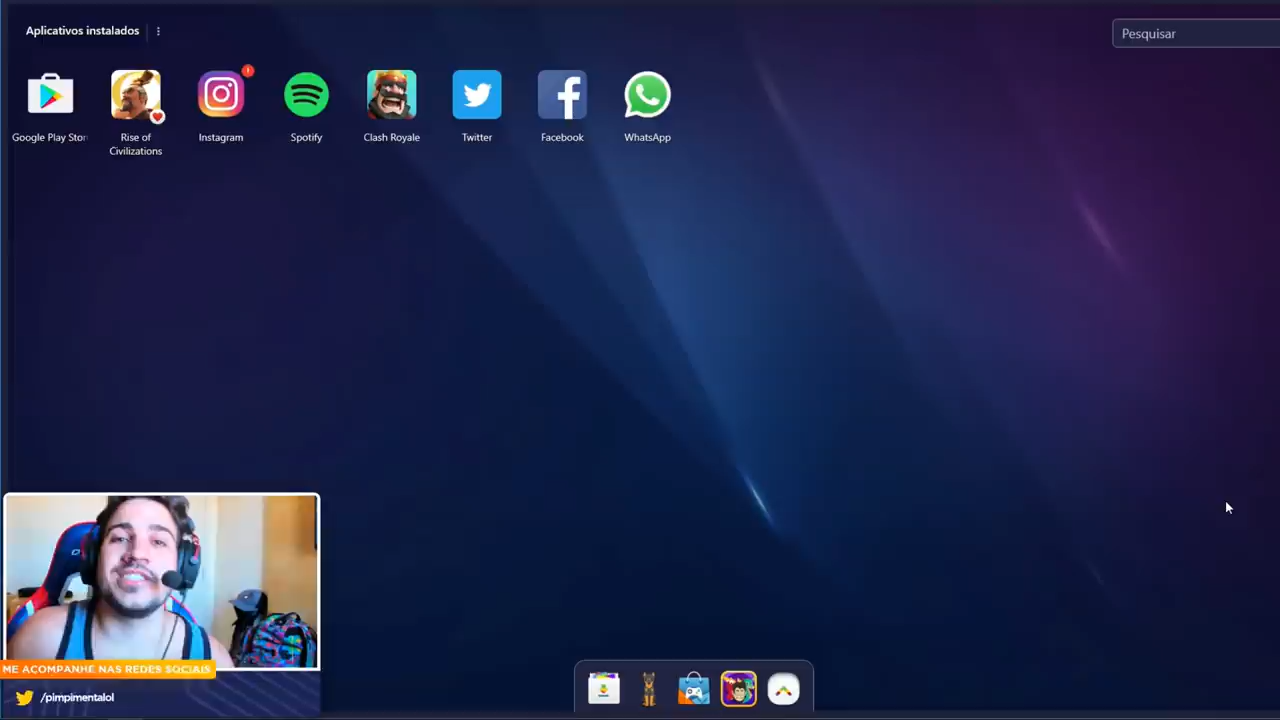 Aplicativos instalados
Pesquisar
Google Play Stor
Rise of
Civilizations
Instagram
Spotify
Clash Royale
Twitter
Facebook
WhatsApp
ME ACOMPANHE NAS REDES SOCIAIS
/pimpimentalol